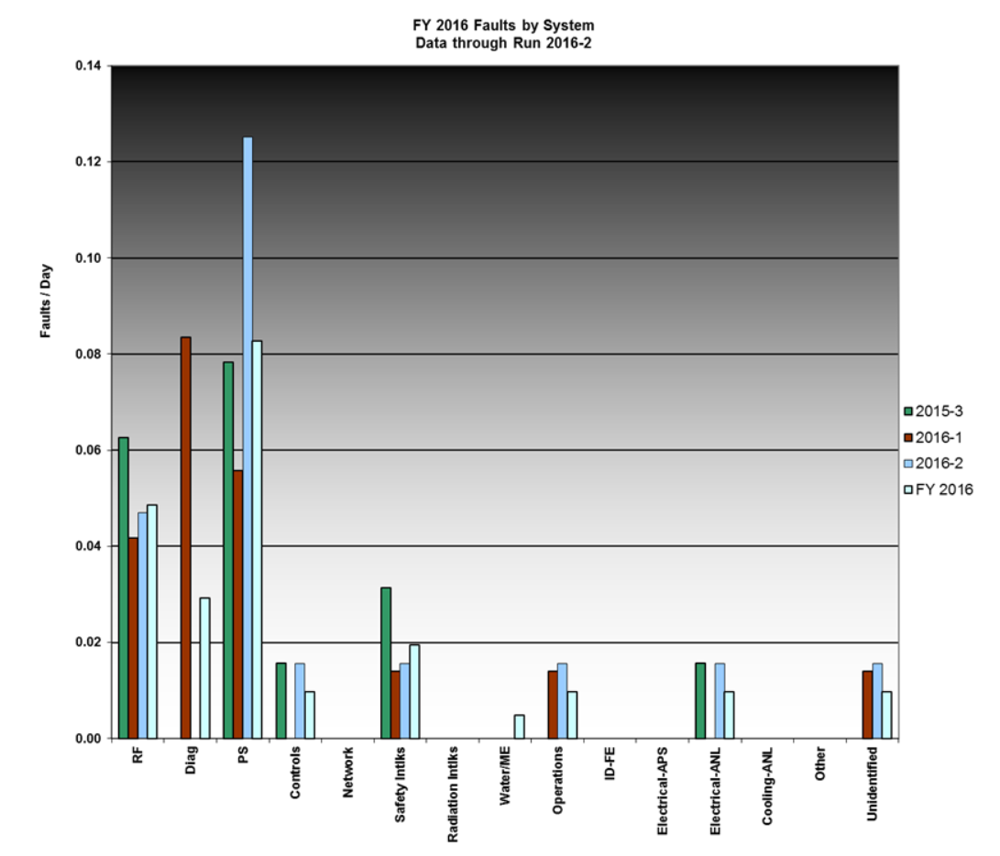 FY 2016 Faults by System
Data through Run 2016-2
0.14
0.12
0.10
0.08
0.06
0.04
0.02
0.00
Faults / Day
RF
Diag
PS
Controls
Network
Safety Intlks
Radiation Intlks
Water/ME
Operations
ID-FE
Electrical-APS
Electrical-ANL
Cooling-ANL
Other
Unidentified
2015-3
2016-1
2016-2
FY 2016